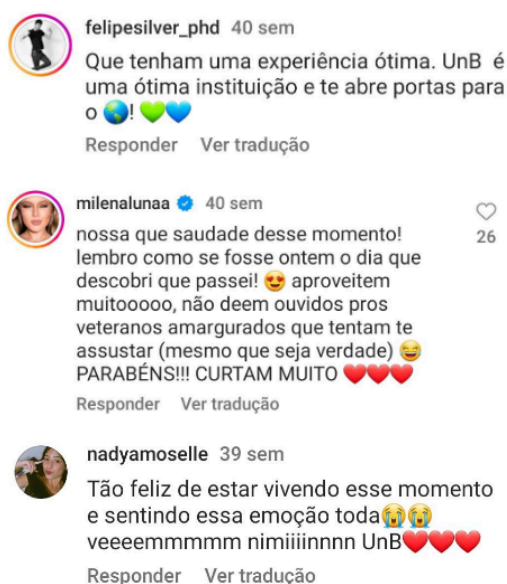 felipesilver_phd 40 sem
Que tenham uma experiência ótima. UnB é
uma ótima instituição e te abre portas para
o 🌎! 💚💙
Responder Ver tradução
milenalunaa 40 sem
nossa que saudade desse momento!
lembro como se fosse ontem o dia que
descobri que passei! 😍 aproveitem
muitooooo, não deem ouvidos pros
veteranos amargurados que tentam te
assustar (mesmo que seja verdade) 😂
PARABÉNS!!! CURTAM MUITO ❤️❤️❤️
26
Responder Ver tradução
nadyamoselle 39 sem
Tão feliz de estar vivendo esse momento
e sentindo essa emoção toda😭😭
veeeemmmmm nimiiiinnnn UnB❤️❤️❤️
Responder Ver tradução